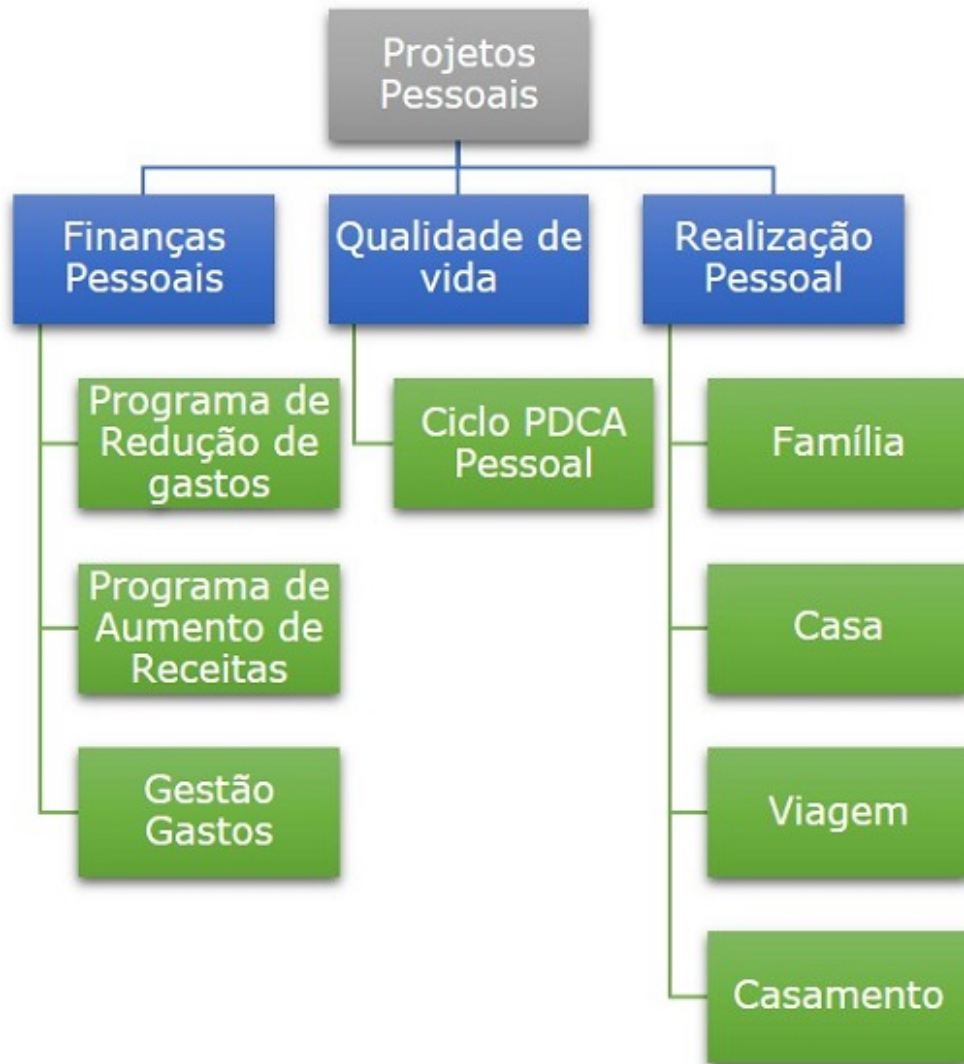 Projetos
Pessoais
Finanças
Pessoais
Qualidade de
vida
Realização
Pessoal
Programa de
Redução de
gastos
Ciclo PDCA
Pessoal
Família
Programa de
Aumento de
Receitas
Casa
Gestão
Gastos
Viagem
Casamento